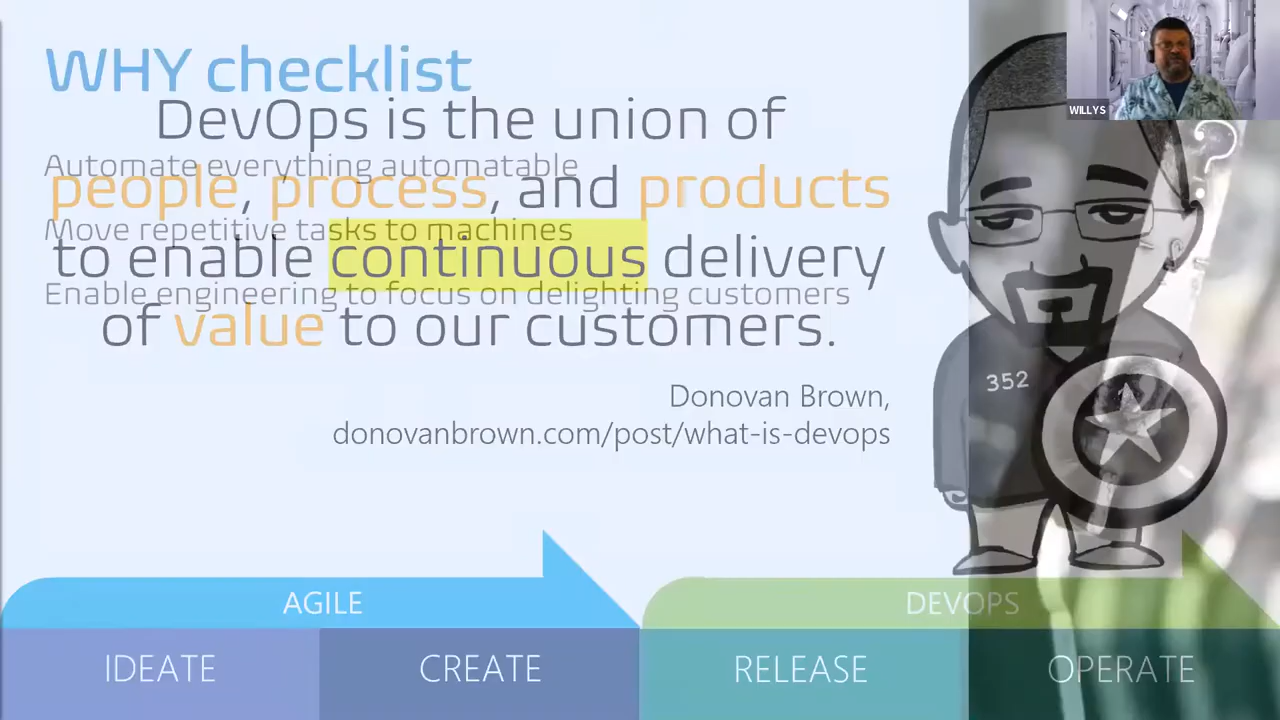 WHY checklist
DevOps is the union of
Automate everything automatable
people, process, and products
Move repetitive tasks to machines
to enable continuous delivery
Enable engineering to focus on delighting customers
of value to our customers.
Donovan Brown,
donovanbrown.com/post/what-is-devops
WILLYS
?
352
AGILE
DEVOPS
IDEATE
CREATE
RELEASE
OPERATE